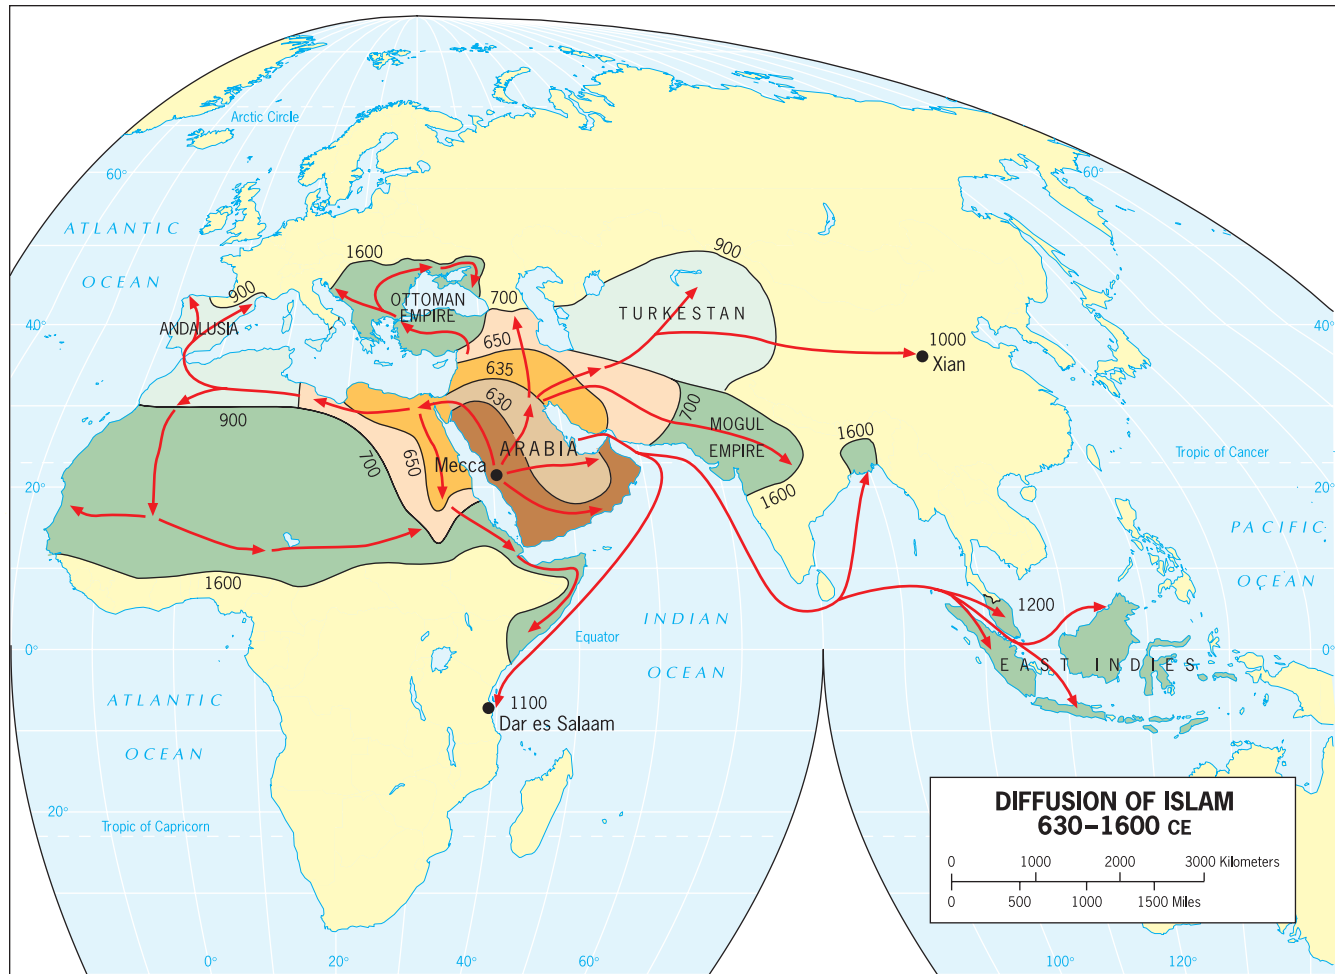 Arctic Circle
60°
60°
ATLANTIC
OCEAN
1600
900
900
OTTOMAN
EMPIRE
700
TURKESTAN
ANDALUSIA
40°
40°
650
1000
Xian
635
630
700
MOGUL
EMPIRE
900
ARABIA
Mecca
700
650
1600
1600
Tropic of Cancer
20°
20°
PACIFIC
OCEAN
1600
1200
INDIAN
OCEAN
Equator
0°
0°
EAST INDIES
ATLANTIC
OCEAN
1100
Dar es Salaam
20°
Tropic of Capricorn
DIFFUSION OF ISLAM
630–1600 CE
0 1000 2000 3000 Kilometers
0 500 1000 1500 Miles
0° 20° 40° 60° 100° 120°